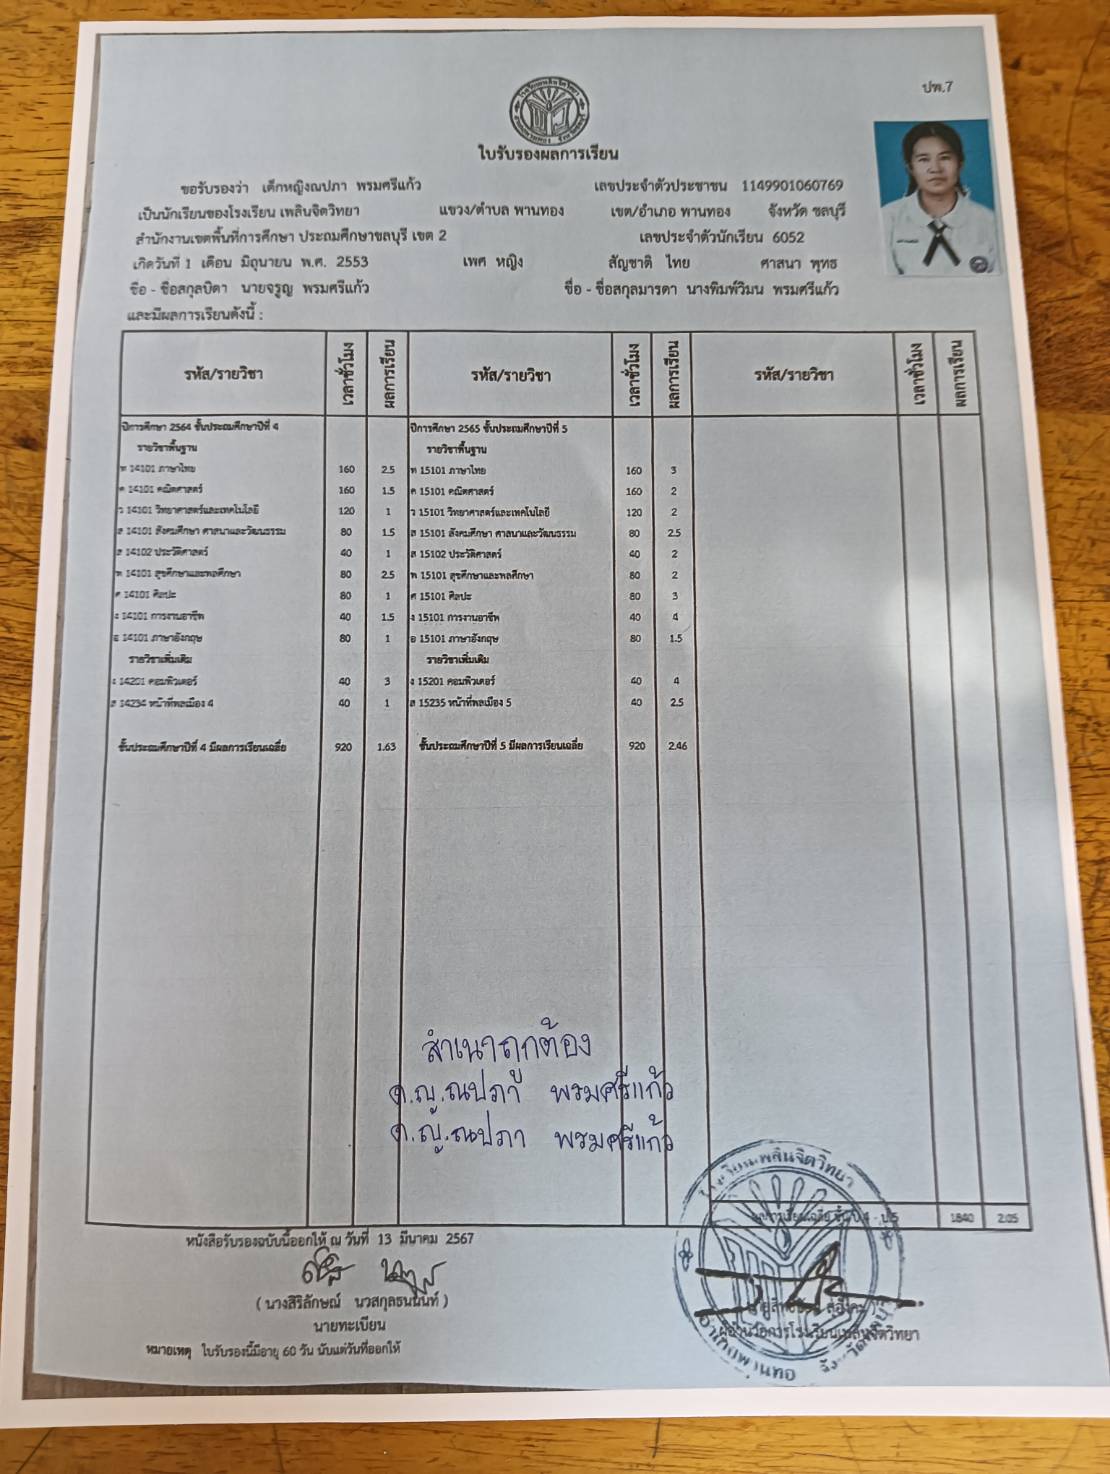 ปพ.7
ใบรับรองผลการเรียน
ขอรับรองว่า เด็กหญิงณปภา พรมศรีแก้ว เลขประจำตัวประชาชน 1149901060769
เป็นนักเรียนของโรงเรียน เพลินจิตวิทยา แขวง/ตำบล พานทอง เขต/อำเภอ พานทอง จังหวัด ชลบุรี
สำนักงานเขตพื้นที่การศึกษา ประถมศึกษาชลบุรี เขต 2 เลขประจำตัวนักเรียน 6052
เกิดวันที่ 1 เดือน มิถุนายน พ.ศ. 2553 เพศ หญิง สัญชาติ ไทย ศาสนา พุทธ
ชื่อ - ชื่อสกุลบิดา นายจรูญ พรมศรีแก้ว ชื่อ - ชื่อสกุลมารดา นางพิมพ์วิมน พรมศรีแก้ว
และมีผลการเรียนดังนี้ :
รหัส/รายวิชา เวลาชั่วโมง ผลการเรียน รหัส/รายวิชา เวลาชั่วโมง ผลการเรียน รหัส/รายวิชา เวลาชั่วโมง ผลการเรียน
ปีการศึกษา 2564 ชั้นประถมศึกษาปีที่ 4 ปีการศึกษา 2565 ชั้นประถมศึกษาปีที่ 5
รายวิชาพื้นฐาน รายวิชาพื้นฐาน
ท 14101 ภาษาไทย 160 2.5 ท 15101 ภาษาไทย 160 3
ค 14101 คณิตศาสตร์ 160 1.5 ค 15101 คณิตศาสตร์ 160 2
ว 14101 วิทยาศาสตร์และเทคโนโลยี 120 1 ว 15101 วิทยาศาสตร์และเทคโนโลยี 120 2
ส 14101 สังคมศึกษา ศาสนาและวัฒนธรรม 80 1.5 ส 15101 สังคมศึกษา ศาสนาและวัฒนธรรม 80 2.5
ส 14102 ประวัติศาสตร์ 40 1 ส 15102 ประวัติศาสตร์ 40 2
พ 14101 สุขศึกษาและพลศึกษา 80 2.5 พ 15101 สุขศึกษาและพลศึกษา 80 2
ศ 14101 ศิลปะ 80 1 ศ 15101 ศิลปะ 80 3
ง 14101 การงานอาชีพ 40 1.5 ง 15101 การงานอาชีพ 40 4
อ 14101 ภาษาอังกฤษ 80 1 อ 15101 ภาษาอังกฤษ 80 1.5
รายวิชาเพิ่มเติม รายวิชาเพิ่มเติม
ง 14201 คอมพิวเตอร์ 40 3 ง 15201 คอมพิวเตอร์ 40 4
ส 14234 หน้าที่พลเมือง 4 40 1 ส 15235 หน้าที่พลเมือง 5 40 2.5
ชั้นประถมศึกษาปีที่ 4 มีผลการเรียนเฉลี่ย 920 1.63 ชั้นประถมศึกษาปีที่ 5 มีผลการเรียนเฉลี่ย 920 2.46
สำเนาถูกต้อง
ด.ญ.ณปภา พรมศรีแก้ว
ด.ญ.ณปภา พรมศรีแก้ว
โรงเรียนเพลินจิตวิทยา
1840 2.05
หนังสือรับรองฉบับนี้ออกให้ ณ วันที่ 13 มีนาคม 2567
( นางสิริลักษณ์ นวสกุลธนนันท์ )
นายทะเบียน ผู้อำนวยการโรงเรียนเพลินจิตวิทยา
หมายเหตุ ใบรับรองนี้มีอายุ 60 วัน นับแต่วันที่ออกให้